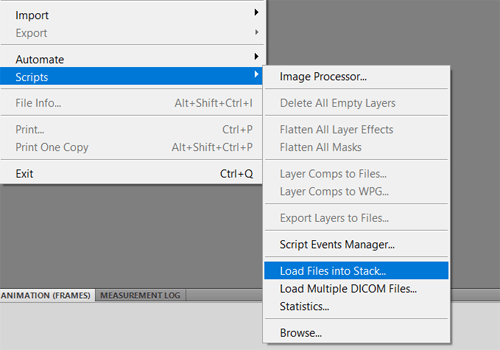 Import
Export
Automate
Scripts
File Info... Alt+Shift+Ctrl+I
Print... Ctrl+P
Print One Copy Alt+Shift+Ctrl+P
Exit Ctrl+Q
Image Processor...
Delete All Empty Layers
Flatten All Layer Effects
Flatten All Masks
Layer Comps to Files...
Layer Comps to WPG...
Export Layers to Files...
Script Events Manager...
Load Files into Stack...
Load Multiple DICOM Files...
Statistics...
Browse...
ANIMATION (FRAMES) MEASUREMENT LOG